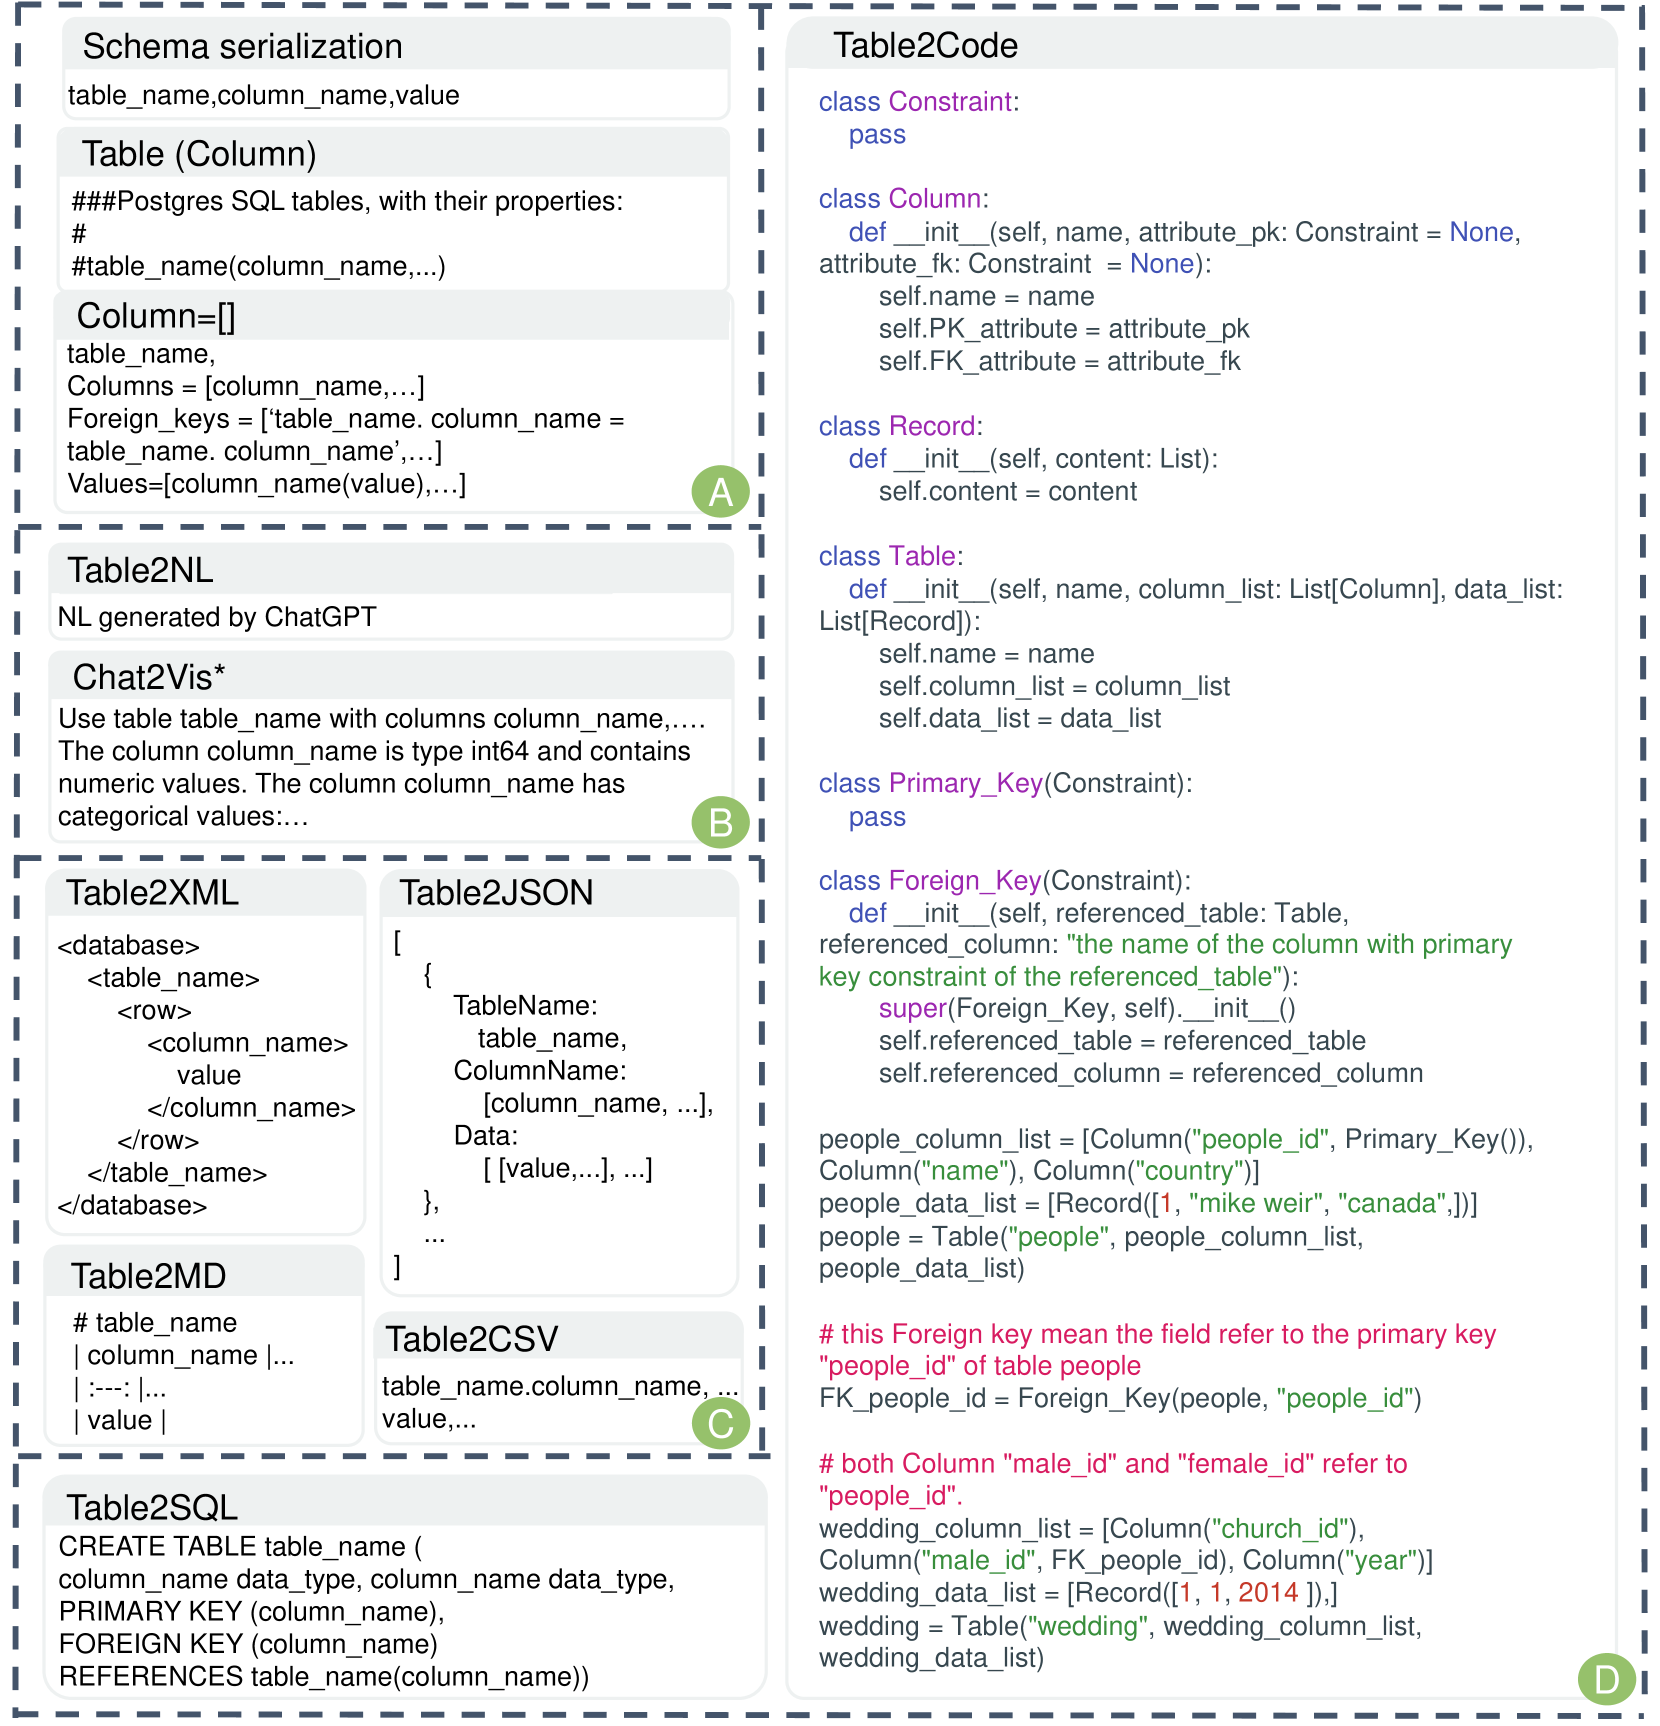 Schema serialization
table_name,column_name,value
Table (Column)
###Postgres SQL tables, with their properties:
#
#table_name(column_name,...)
Column=[]
table_name,
Columns = [column_name,…]
Foreign_keys = [‘table_name. column_name =
table_name. column_name’,…]
Values=[column_name(value),…]
A
Table2NL
NL generated by ChatGPT
Chat2Vis*
Use table table_name with columns column_name,….
The column column_name is type int64 and contains
numeric values. The column column_name has
categorical values:…
B
Table2XML
<database>
<table_name>
<row>
<column_name>
value
</column_name>
</row>
</table_name>
</database>
Table2JSON
[
{
TableName:
table_name,
ColumnName:
[column_name, ...],
Data:
[ [value,...], ...]
},
...
]
Table2MD
# table_name
| column_name |...
| :---: |...
| value |
Table2CSV
table_name.column_name, ...
value,...
C
Table2SQL
CREATE TABLE table_name (
column_name data_type, column_name data_type,
PRIMARY KEY (column_name),
FOREIGN KEY (column_name)
REFERENCES table_name(column_name))
Table2Code
class Constraint:
pass
class Column:
def __init__(self, name, attribute_pk: Constraint = None,
attribute_fk: Constraint  = None):
self.name = name
self.PK_attribute = attribute_pk
self.FK_attribute = attribute_fk
class Record:
def __init__(self, content: List):
self.content = content
class Table:
def __init__(self, name, column_list: List[Column], data_list:
List[Record]):
self.name = name
self.column_list = column_list
self.data_list = data_list
class Primary_Key(Constraint):
pass
class Foreign_Key(Constraint):
def __init__(self, referenced_table: Table,
referenced_column: "the name of the column with primary
key constraint of the referenced_table"):
super(Foreign_Key, self).__init__()
self.referenced_table = referenced_table
self.referenced_column = referenced_column
people_column_list = [Column("people_id", Primary_Key()),
Column("name"), Column("country")]
people_data_list = [Record([1, "mike weir", "canada",])]
people = Table("people", people_column_list,
people_data_list)
# this Foreign key mean the field refer to the primary key
"people_id" of table people
FK_people_id = Foreign_Key(people, "people_id")
# both Column "male_id" and "female_id" refer to
"people_id".
wedding_column_list = [Column("church_id"),
Column("male_id", FK_people_id), Column("year")]
wedding_data_list = [Record([1, 1, 2014 ]),]
wedding = Table("wedding", wedding_column_list,
wedding_data_list)
D